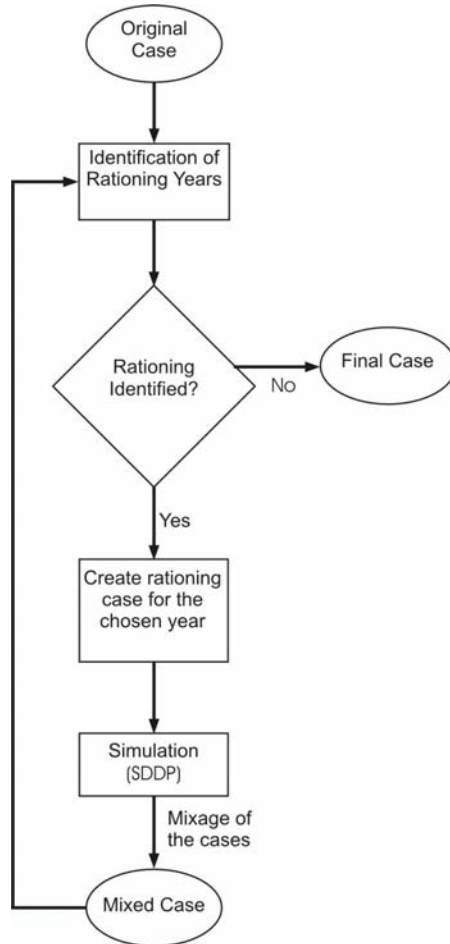 Original
Case
Identification of
Rationing Years
Rationing
Identified?
No
Final Case
Yes
Create rationing
case for the
chosen year
Simulation
(SDDP)
Mixage of
the cases
Mixed Case